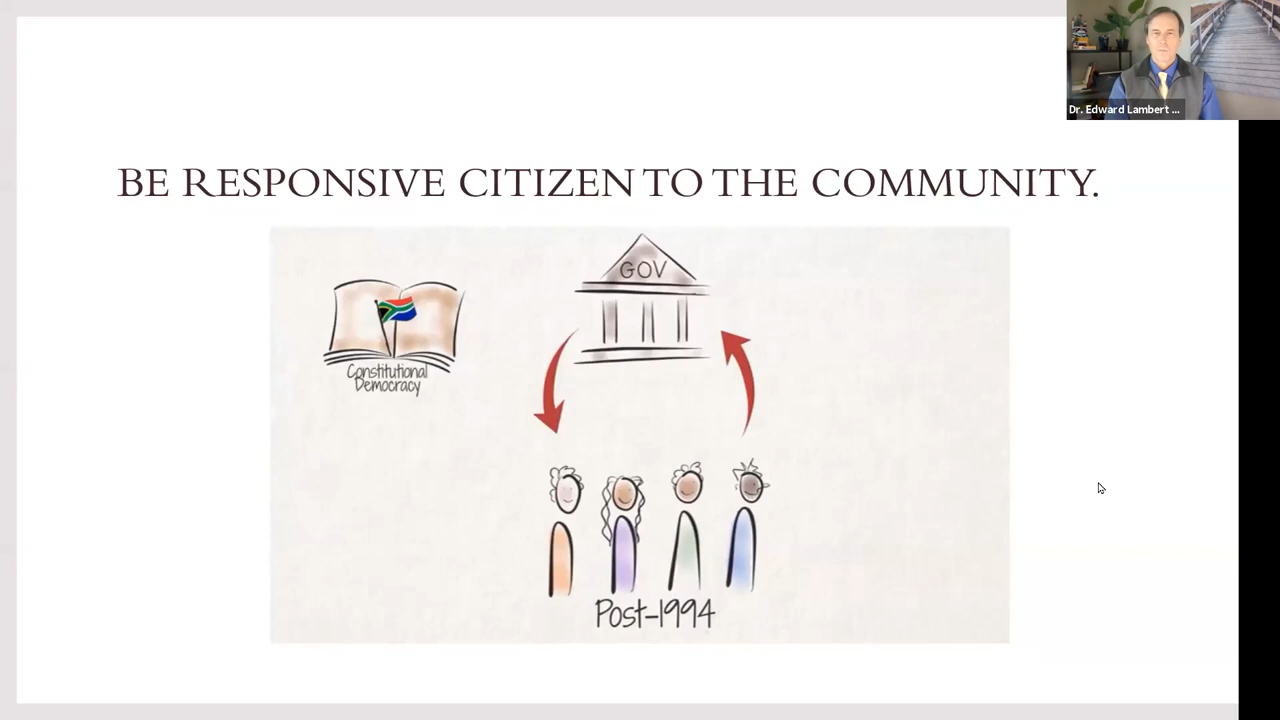 Dr. Edward Lambert ...
BE RESPONSIVE CITIZEN TO THE COMMUNITY.
GOV
Constitutional
Democracy
Post-1994